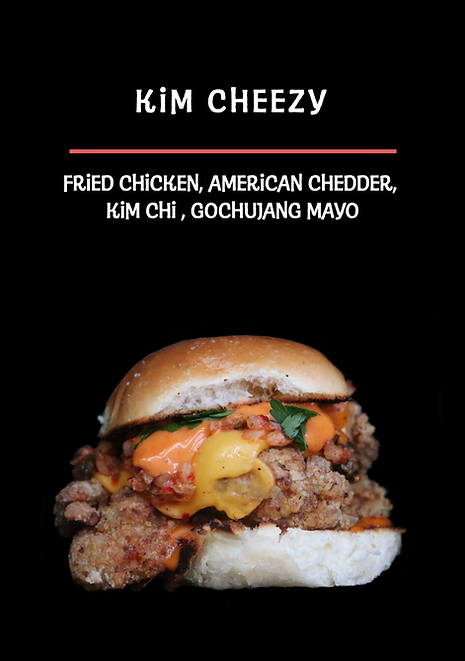 KiM CHEEZY
FRiED CHiCKEN, AMERiCAN CHEDDER,
KiM CHi , GOCHUJANG MAYO